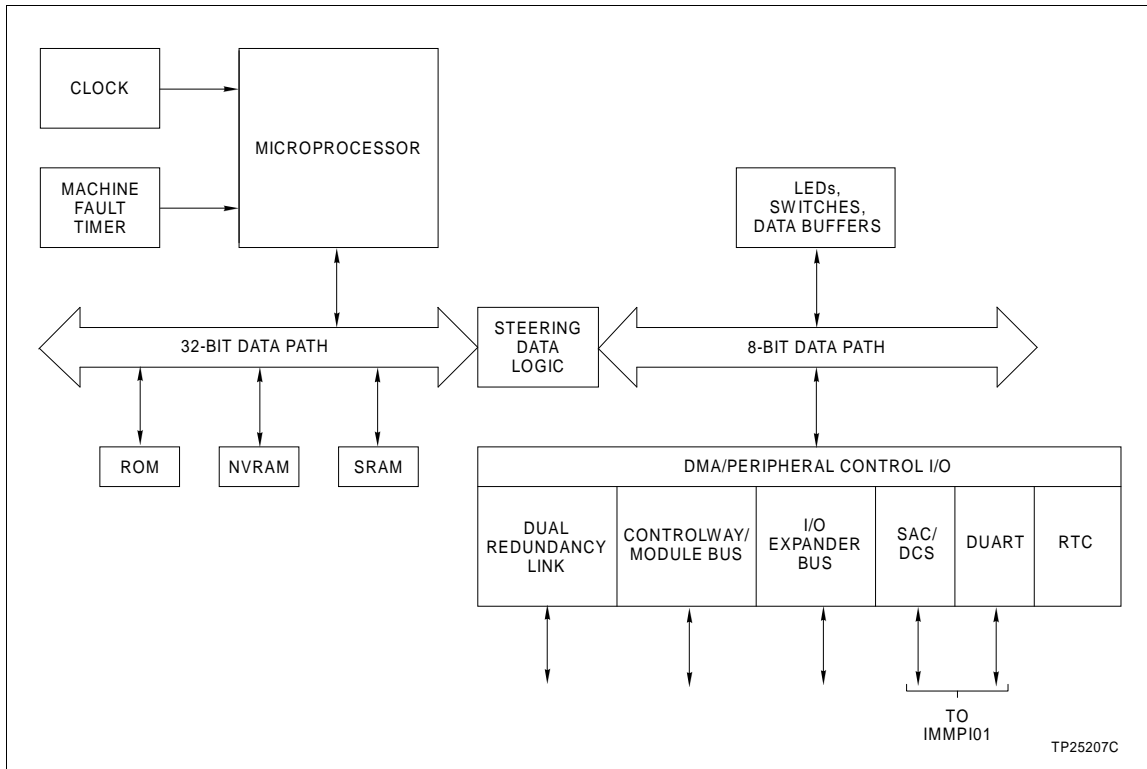 CLOCK
MICROPROCESSOR
MACHINE
FAULT
TIMER
LEDs,
SWITCHES,
DATA BUFFERS
32-BIT DATA PATH
STEERING
DATA
LOGIC
8-BIT DATA PATH
ROM
NVRAM
SRAM
DMA/PERIPHERAL CONTROL I/O
DUAL
REDUNDANCY
LINK
CONTROLWAY/
MODULE BUS
I/O
EXPANDER
BUS
SAC/
DCS
DUART
RTC
TO
IMMPI01
TP25207C